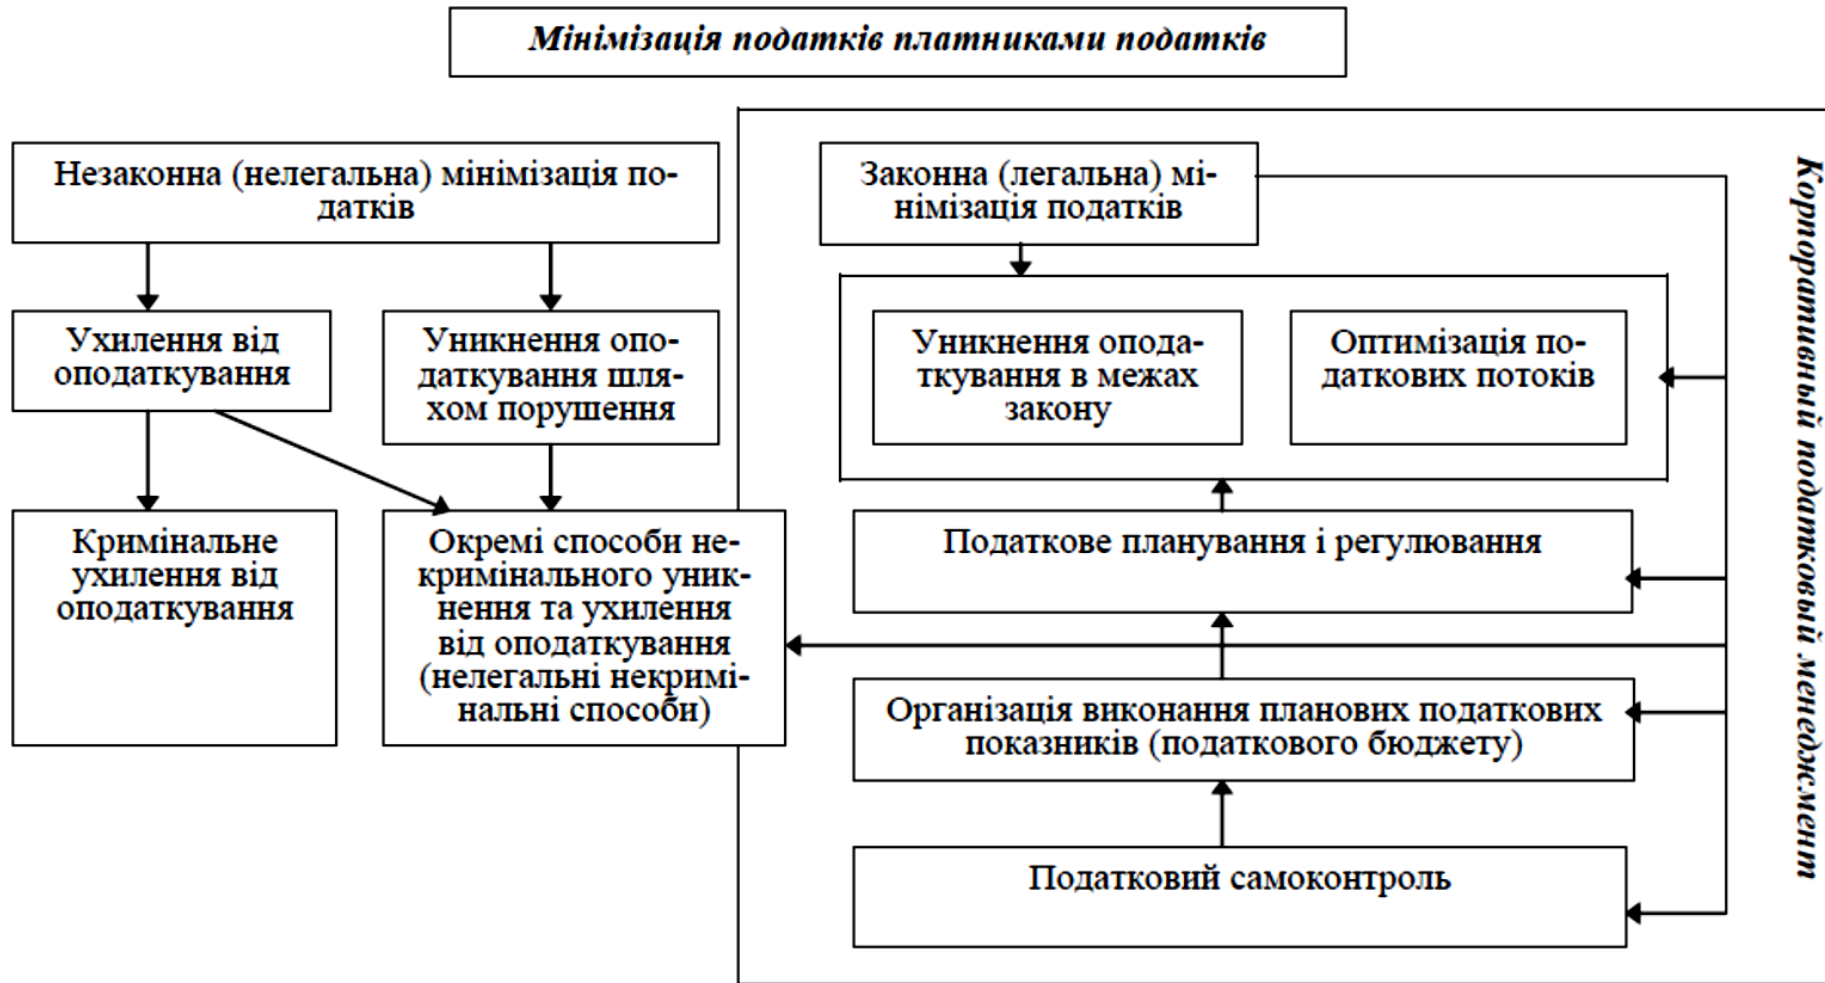 Мінімізація податків платниками податків
Незаконна (нелегальна) мінімізація по-
датків
Законна (легальна) мі-
німізація податків
Ухилення від
оподаткування
Уникнення опо-
даткування шля-
хом порушення
Уникнення опода-
ткування в межах
закону
Оптимізація по-
даткових потоків
Кримінальне
ухилення від
оподаткування
Окремі способи не-
кримінального уник-
нення та ухилення
від оподаткування
(нелегальні некримі-
нальні способи)
Податкове планування і регулювання
Організація виконання планових податкових
показників (податкового бюджету)
Податковий самоконтроль
Корпоративный податковый менеджмент